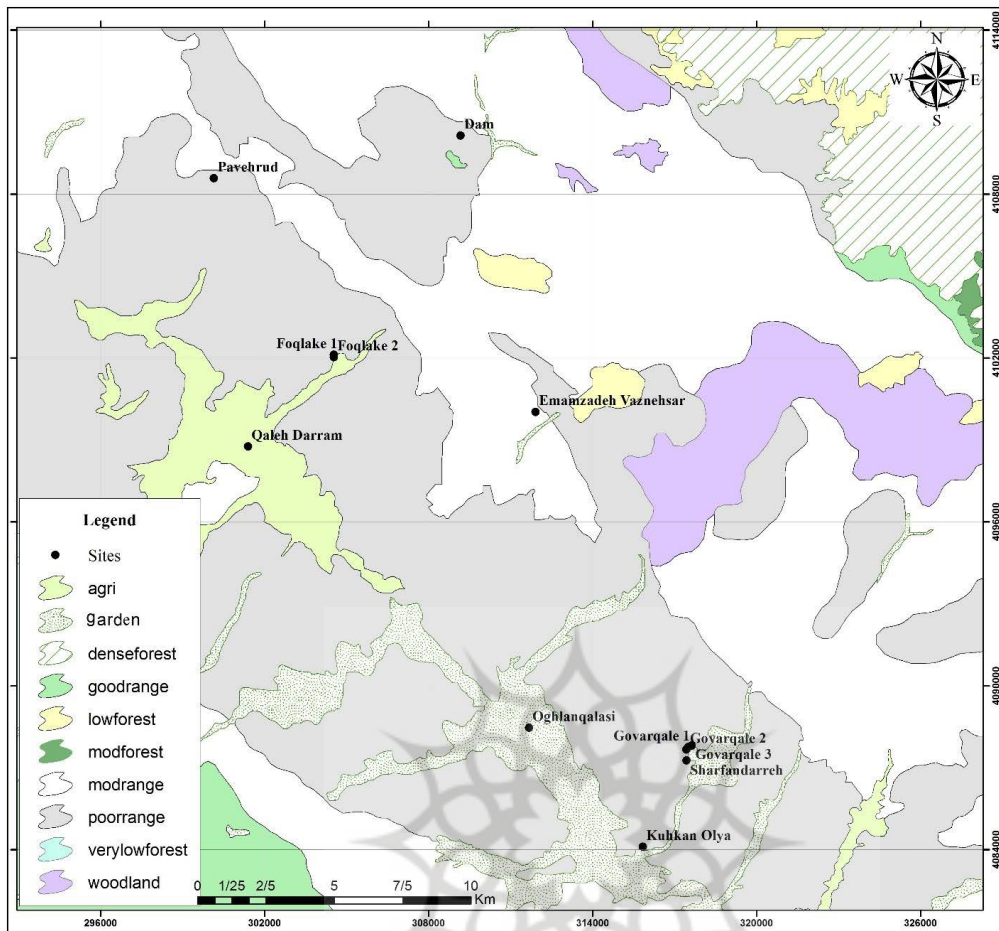 N
W E
S
4114000
Dam
Pavehrud
4108000
Foqlake 1 Foqlake 2
4102000
Emamzadeh Vaznehsar
Qaleh Darram
4096000
Legend
Sites
agri
garden
denseforest
goodrange
lowforest
modforest
modrange
poorrange
verylowforest
woodland
4090000
Oghlanqalasi
Govarqale 1 Govarqale 2
Govarqale 3
Sharfandarreh
Kuhkan Olya
4084000
0 1/25 2/5 5 7/5 10
Km
296000 302000 308000 314000 320000 326000